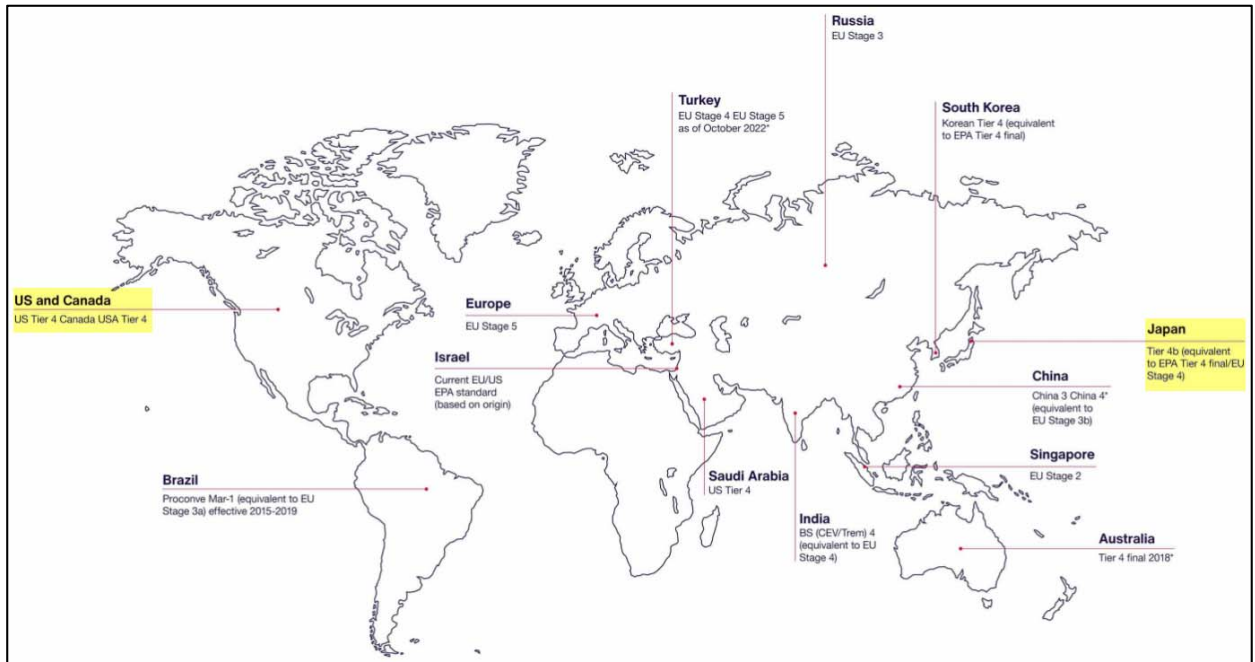 Russia
EU Stage 3
Turkey
EU Stage 4 EU Stage 5
as of October 2022*
South Korea
Korean Tier 4 (equivalent
to EPA Tier 4 final)
US and Canada
US Tier 4 Canada USA Tier 4
Europe
EU Stage 5
Israel
Current EU/US
EPA standard
(based on origin)
Japan
Tier 4b (equivalent
to EPA Tier 4 final/EU
Stage 4)
China
China 3 China 4*
(equivalent to
EU Stage 3b)
Singapore
EU Stage 2
Brazil
Proconve Mar-1 (equivalent to EU
Stage 3a) effective 2015-2019
Saudi Arabia
US Tier 4
India
BS (CEV/Trem) 4
(equivalent to EU
Stage 4)
Australia
Tier 4 final 2018*